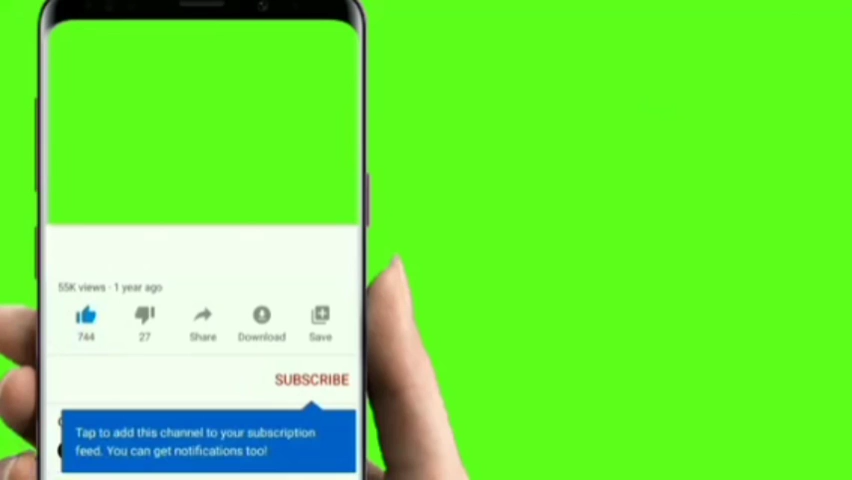 55K views · 1 year ago
744 27 Share Download Save
SUBSCRIBE
Tap to add this channel to your subscription
feed. You can get notifications too!